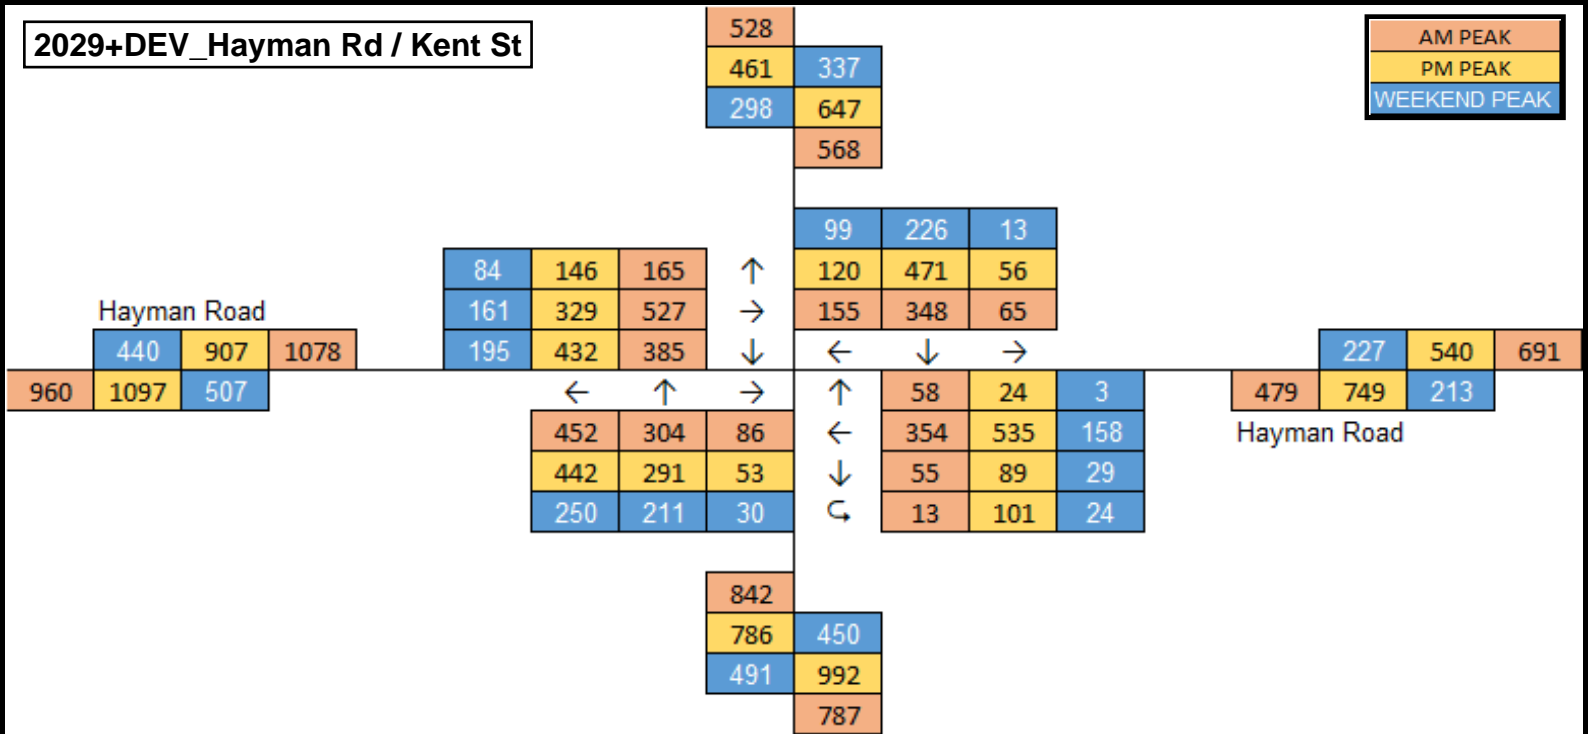 2029+DEV_Hayman Rd / Kent St
AM PEAK
PM PEAK
WEEKEND PEAK
528
461 337
298 647
568
99 226 13
84 146 165 ↑ 120 471 56
Hayman Road
161 329 527 → 155 348 65
440 907 1078
195 432 385 ↓ ← ↓ →
227 540 691
960 1097 507
← ↑ → ↑ 58 24 3
479 749 213
452 304 86 ← 354 535 158
Hayman Road
442 291 53 ↓ 55 89 29
250 211 30 ⮎ 13 101 24
842
786 450
491 992
787